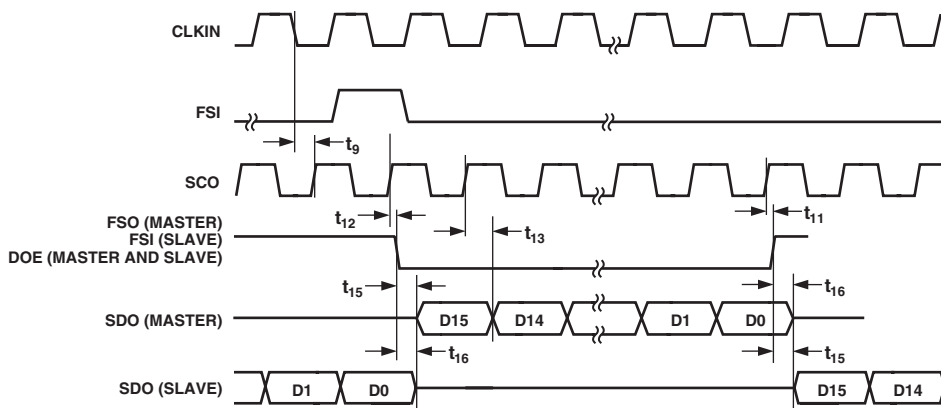 CLKIN
FSI
t9
SCO
FSO (MASTER)
FSI (SLAVE)
DOE (MASTER AND SLAVE)
t12
t13
t11
t15
t16
SDO (MASTER)
D15
D14
D1
D0
t16
t15
SDO (SLAVE)
D1
D0
D15
D14